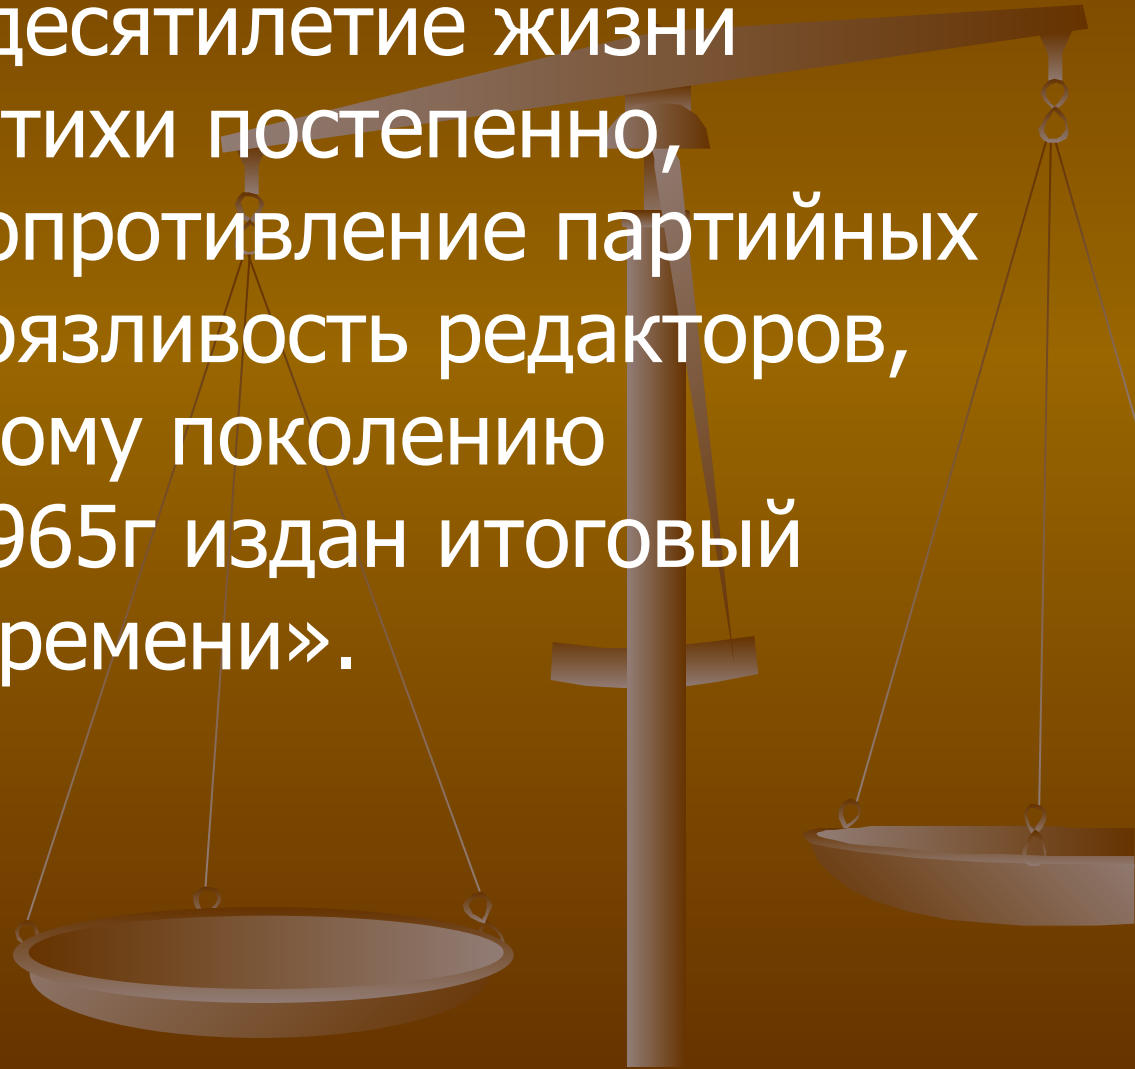 десятилетие жизни
тихи постепенно,
опротивление партийных
рязливость редакторов,
ому поколению
965г издан итоговый
ремени».